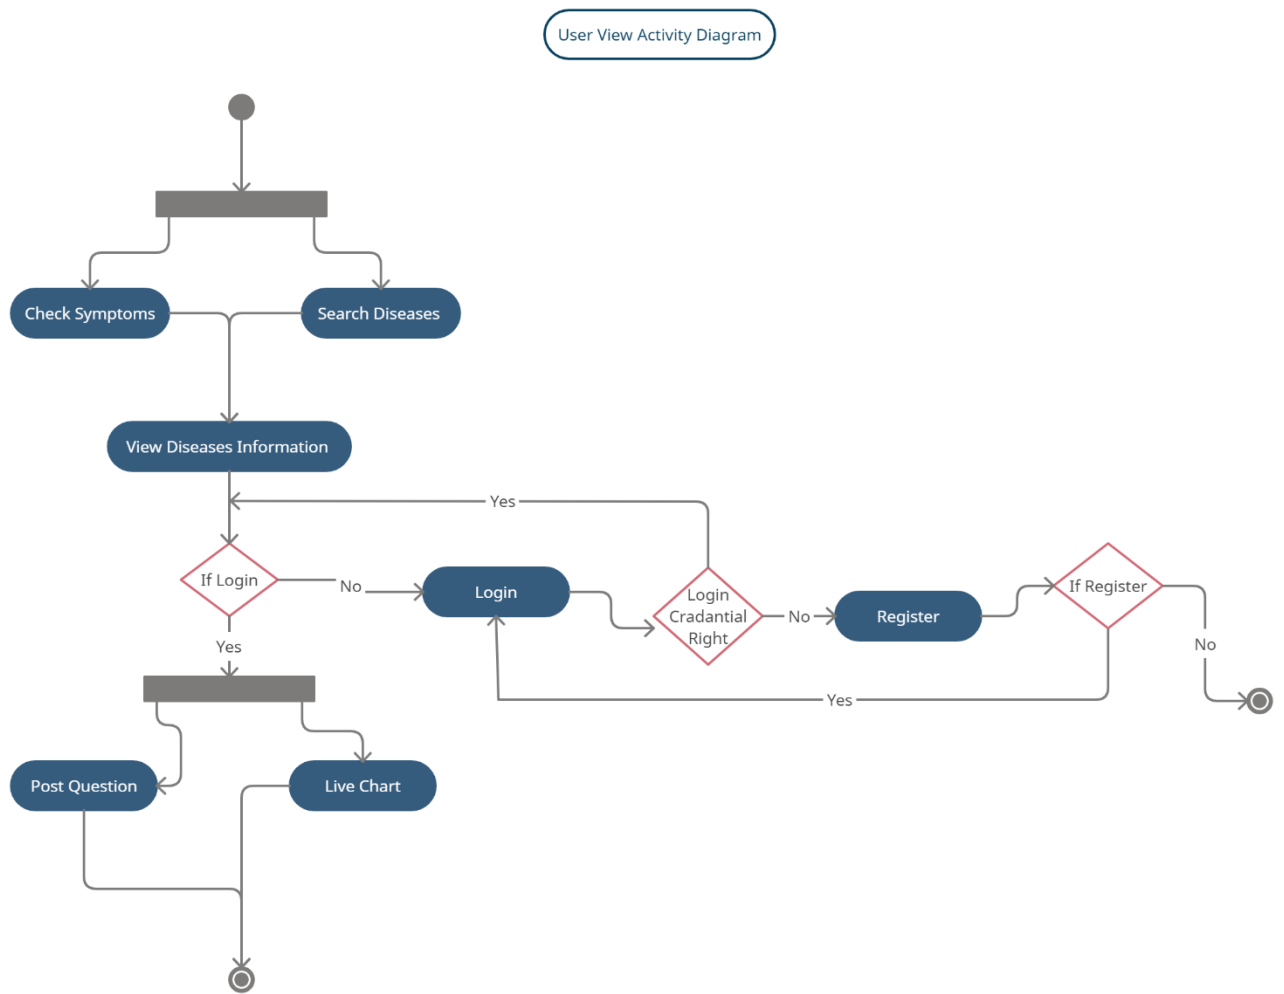 User View Activity Diagram
Check Symptoms
Search Diseases
View Diseases Information
Yes
If Login
No
Login
Login
Cradantial
Right
No
Register
If Register
No
Yes
Yes
Post Question
Live Chart